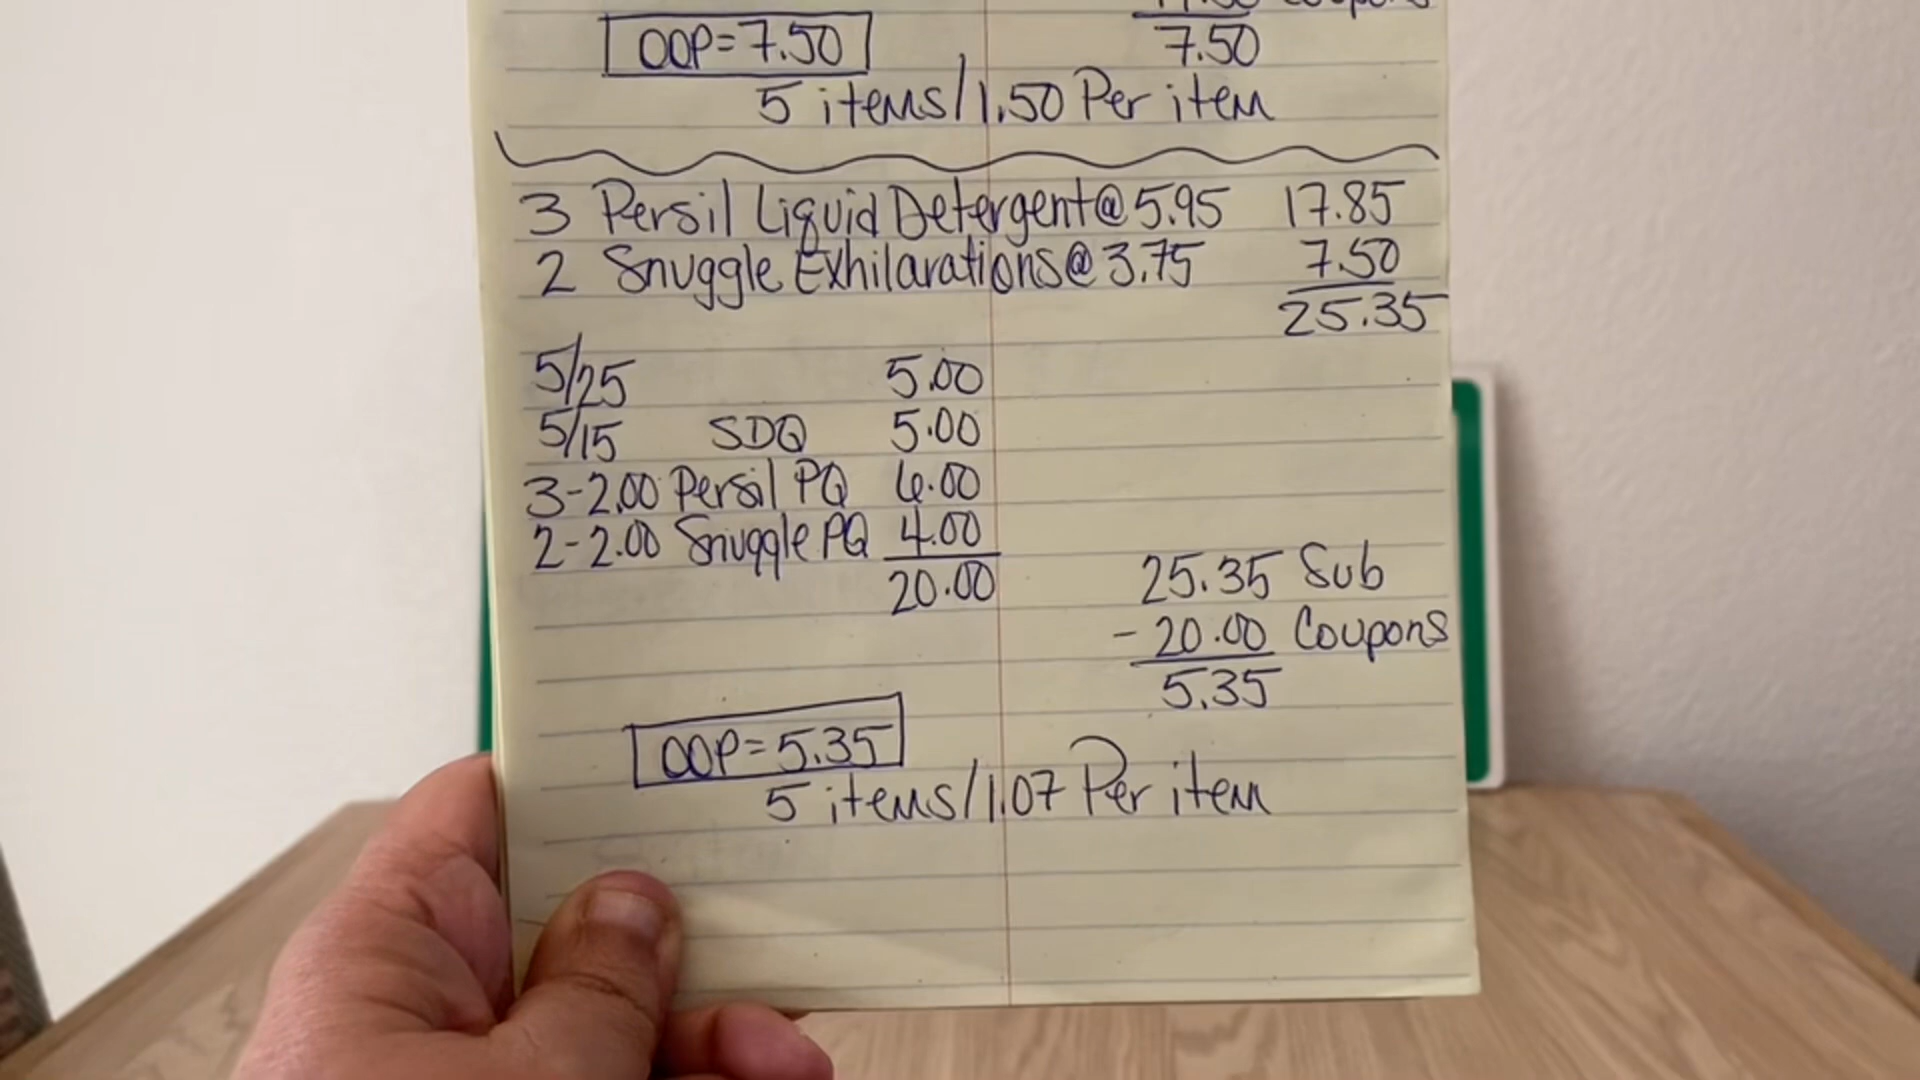 OOP=7.50
Coupons
7.50
5 items/1.50 Per item
3 Persil Liquid Detergent@5.95 17.85
2 Snuggle Exhilarations@3.75 7.50
25.35
5/25 5.00
5/15 SDQ 5.00
3-2.00 Persil PQ 6.00
2-2.00 Snuggle PQ 4.00
20.00
25.35 Sub
- 20.00 Coupons
5.35
OOP=5.35
5 items/1.07 Per item